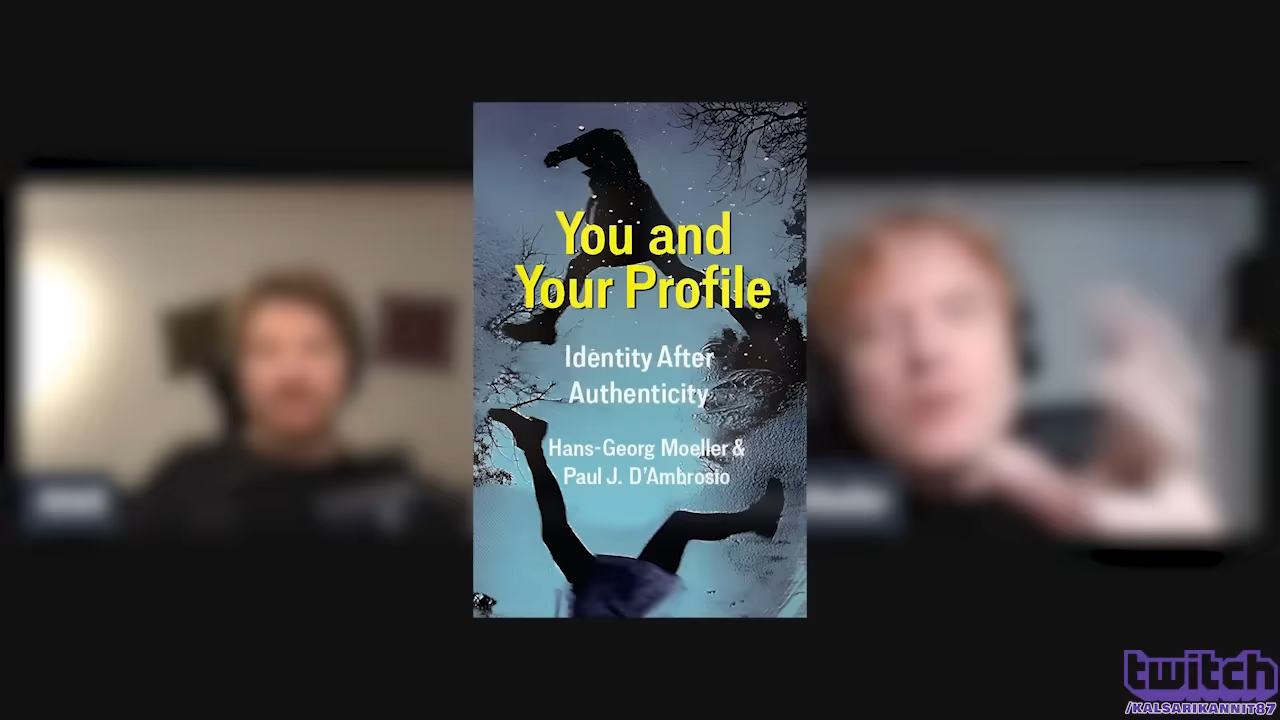 You and
Your Profile
Identity After
Authenticity
Hans-Georg Moeller &
Paul J. D'Ambrosio
twitch
/KALSARIKANNIT87